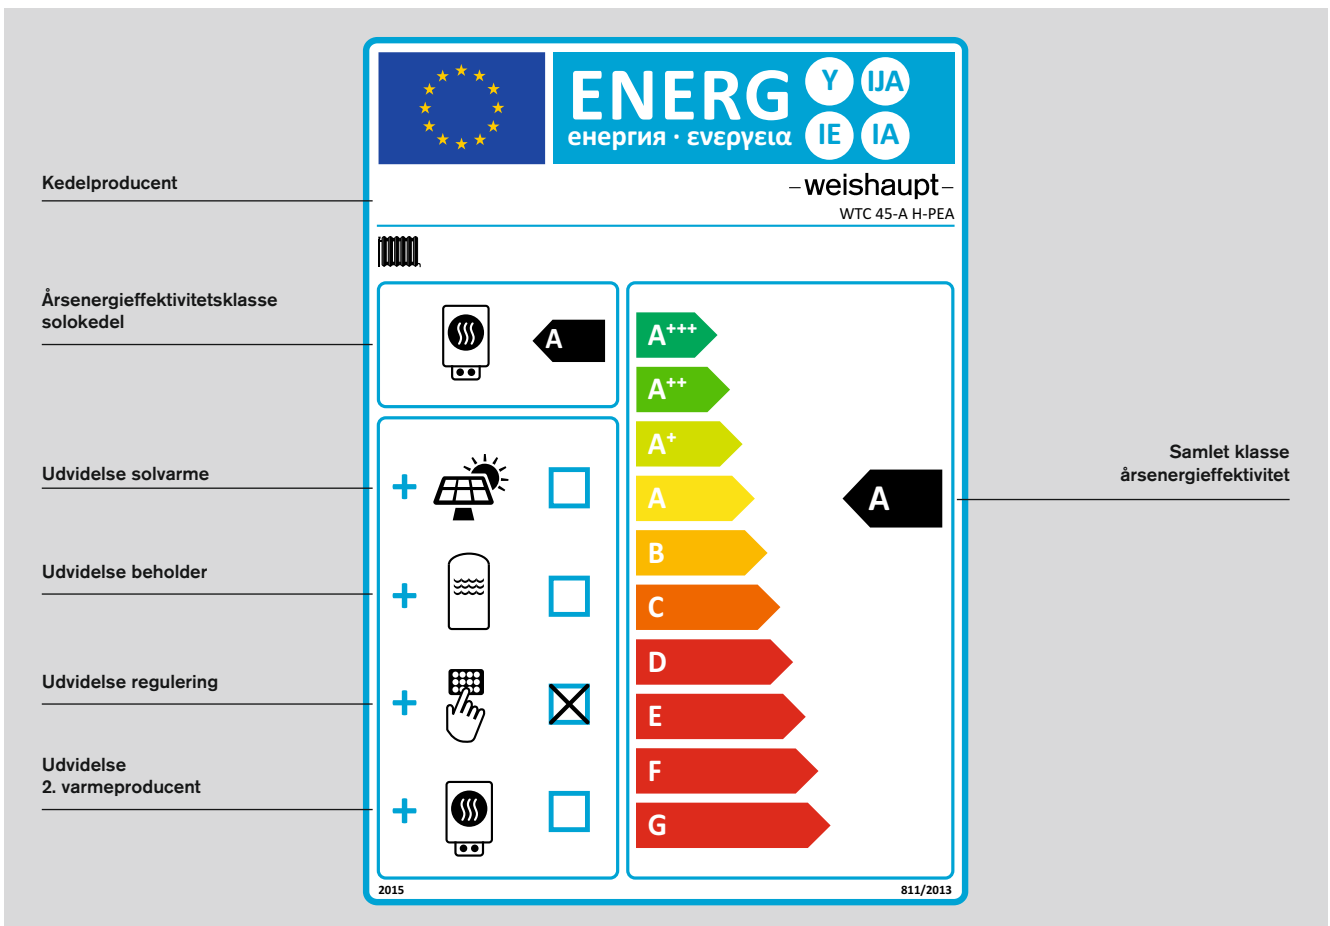 ENERG
Y IJA
IE IA
енергия · ενεργεια
Kedelproducent
–weishaupt–
WTC 45-A H-PEA
Årsenergieffektivitetsklasse
solokedel
A
A+++
A++
A+
A
B
C
D
E
F
G
A
Samlet klasse
årsenergieffektivitet
Udvidelse solvarme
+
Udvidelse beholder
+
Udvidelse regulering
+
Udvidelse
2. varmeproducent
+
2015
811/2013